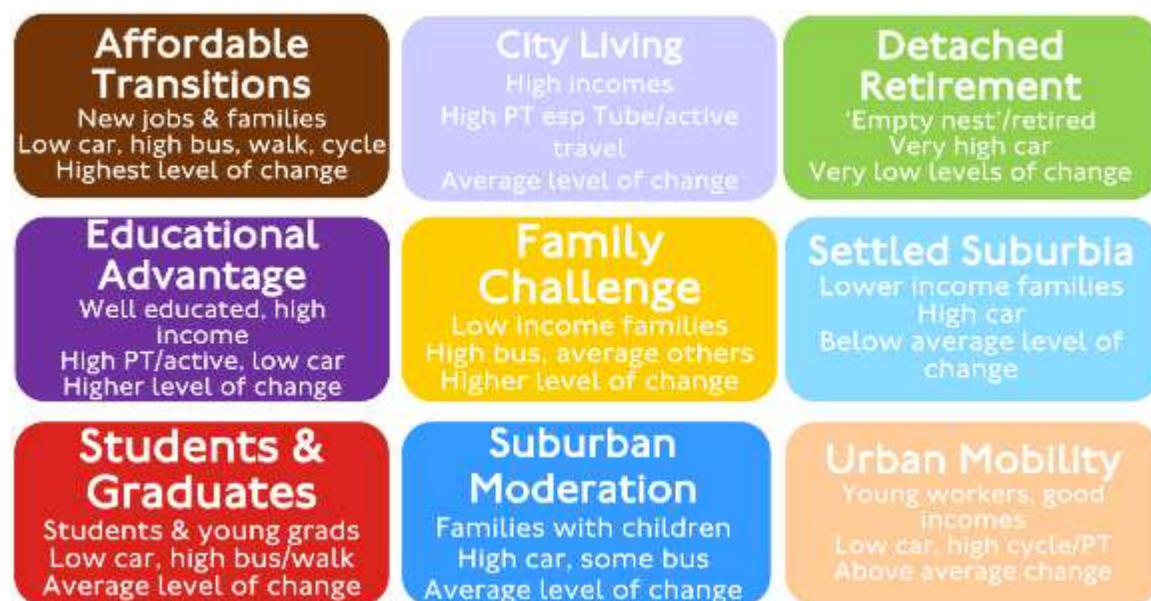 Affordable
Transitions
New jobs & families
Low car, high bus, walk, cycle
Highest level of change
City Living
High incomes
High PT esp Tube/active
travel
Average level of change
Detached
Retirement
'Empty nest'/retired
Very high car
Very low levels of change
Educational
Advantage
Well educated, high
income
High PT/active, low car
Higher level of change
Family
Challenge
Low income families
High bus, average others
Higher level of change
Settled Suburbia
Lower income families
High car
Below average level of
change
Students &
Graduates
Students & young grads
Low car, high bus/walk
Average level of change
Suburban
Moderation
Families with children
High car, some bus
Average level of change
Urban Mobility
Young workers, good
incomes
Low car, high cycle/PT
Above average change